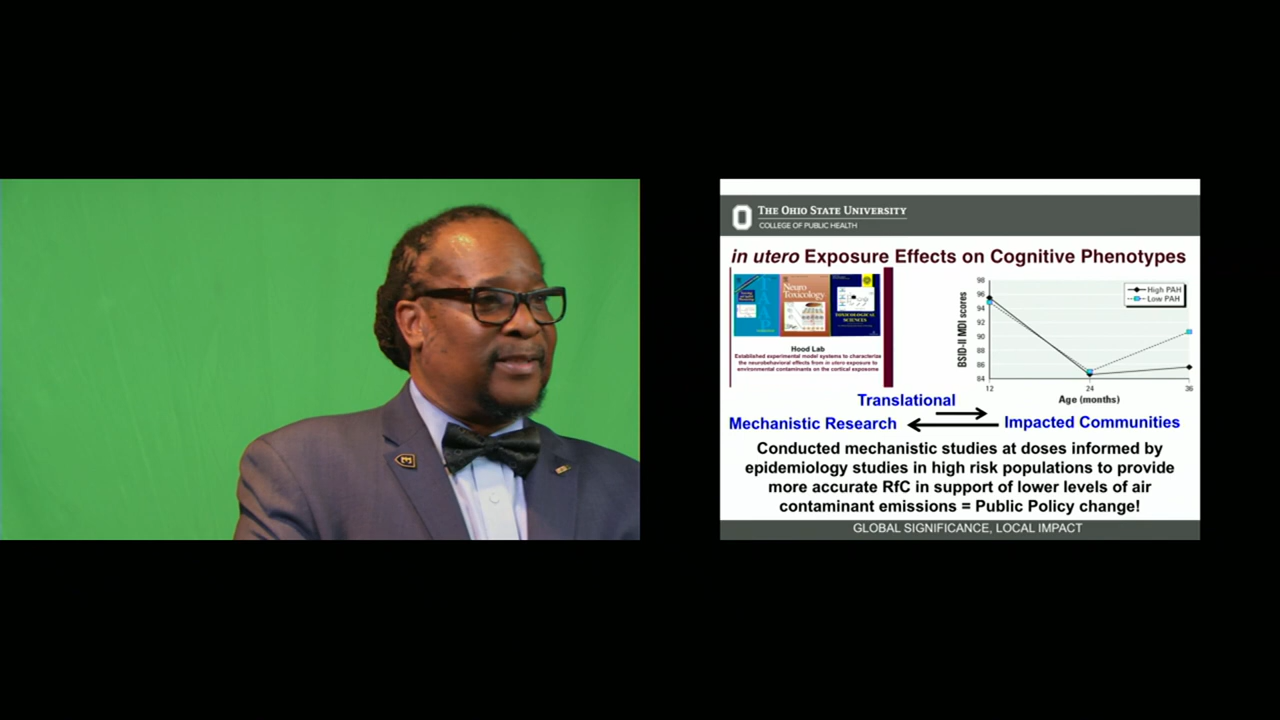 THE OHIO STATE UNIVERSITY
COLLEGE OF PUBLIC HEALTH
in utero Exposure Effects on Cognitive Phenotypes
Neuro
Toxicology
TOXICOLOGICAL
SCIENCES
Hood Lab
Established experimental model systems to characterize
the neurobehavioral effects from in utero exposure to
environmental contaminants on the cortical exposome
BSID-II MDI scores
98
96
94
92
90
88
86
84
12
24
36
Age (months)
High PAH
Low PAH
Translational
Mechanistic Research
Impacted Communities
Conducted mechanistic studies at doses informed by
epidemiology studies in high risk populations to provide
more accurate RfC in support of lower levels of air
contaminant emissions = Public Policy change!
GLOBAL SIGNIFICANCE, LOCAL IMPACT